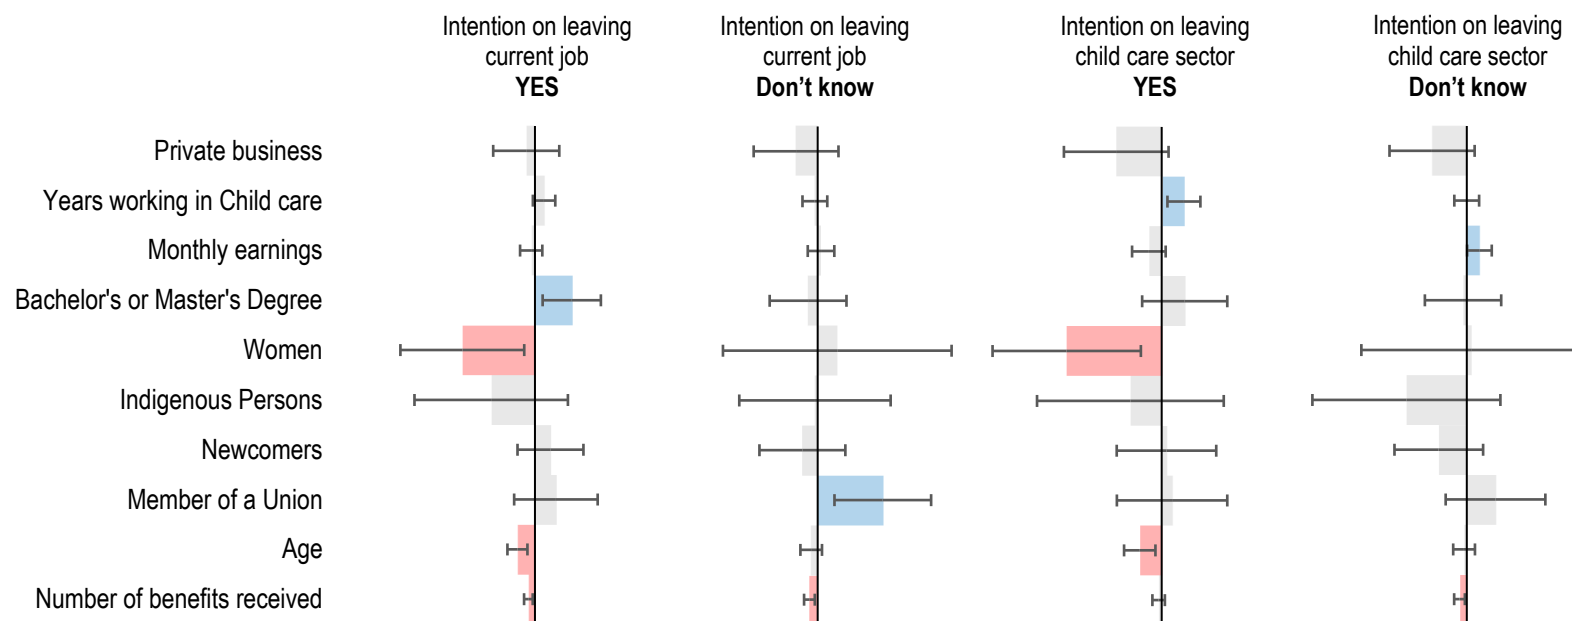 Intention on leaving
current job
YES
Intention on leaving
current job
Don't know
Intention on leaving
child care sector
YES
Intention on leaving
child care sector
Don't know
Private business
Years working in Child care
Monthly earnings
Bachelor's or Master's Degree
Women
Indigenous Persons
Newcomers
Member of a Union
Age
Number of benefits received